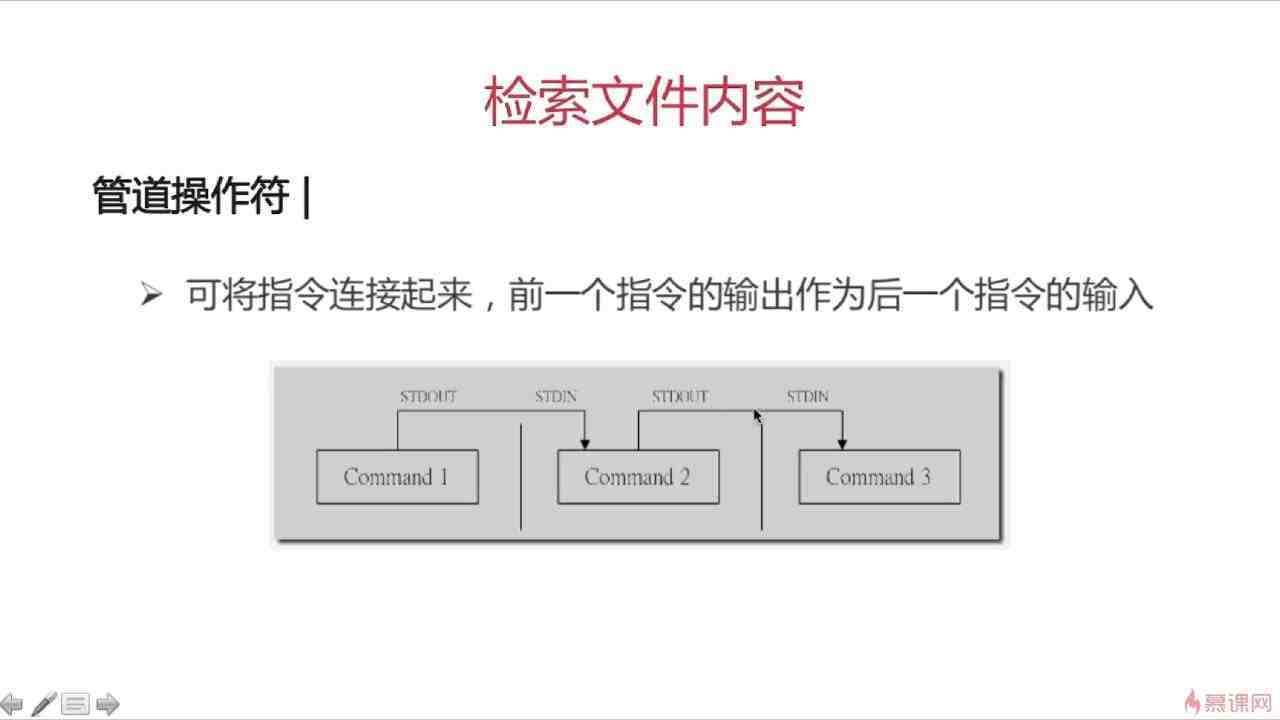 检索文件内容
管道操作符 |
➢ 可将指令连接起来，前一个指令的输出作为后一个指令的输入
STDOUT STDIN STDOUT STDIN
Command 1 Command 2 Command 3
慕课网